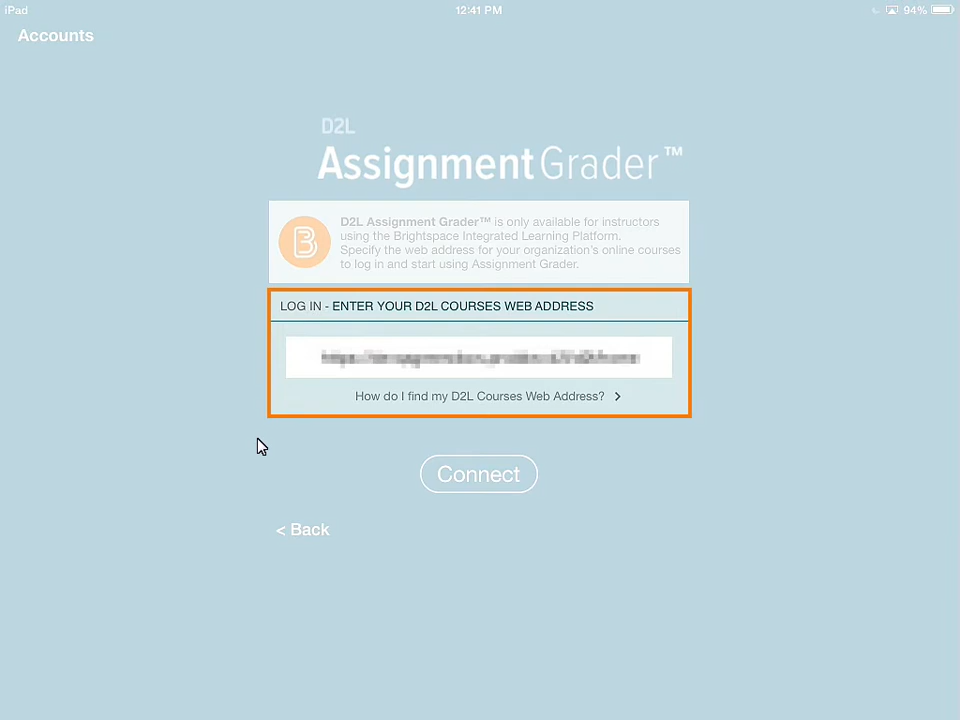 iPad
12:41 PM
94%
Accounts
D2L
Assignment Grader™
D2L Assignment Grader™ is only available for instructors
using the Brightspace Integrated Learning Platform.
Specify the web address for your organization's online courses
to log in and start using Assignment Grader.
LOG IN - ENTER YOUR D2L COURSES WEB ADDRESS
How do I find my D2L Courses Web Address? >
Connect
< Back